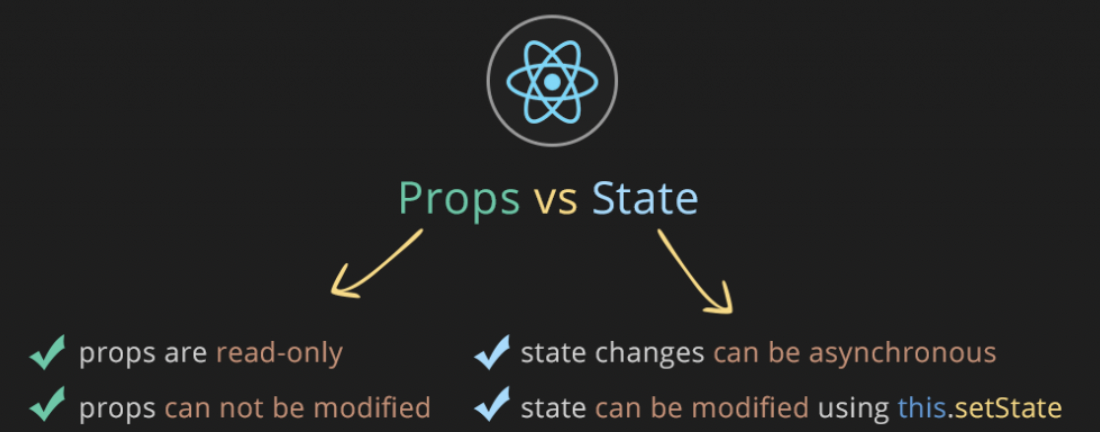 Props vs State
props are read-only
props can not be modified
state changes can be asynchronous
state can be modified using this.setState